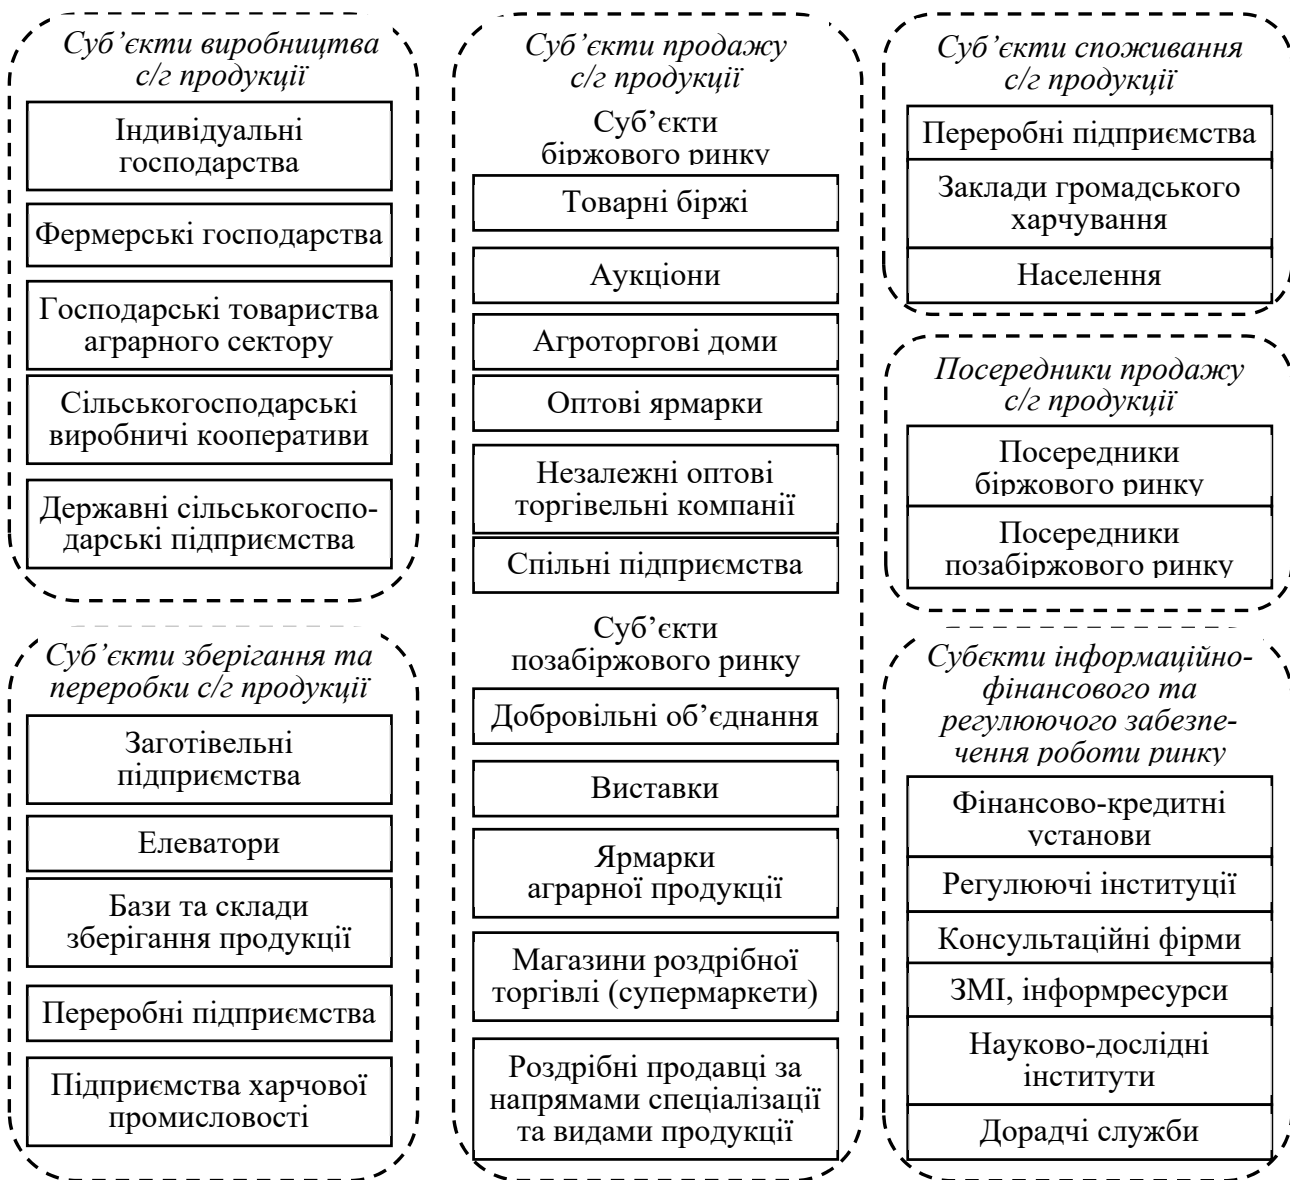 Суб’єкти виробництва
с/г продукції
Індивідуальні
господарства
Фермерські господарства
Господарські товариства
аграрного сектору
Сільськогосподарські
виробничі кооперативи
Державні сільськогоспо-
дарські підприємства
Суб’єкти зберігання та
переробки с/г продукції
Заготівельні
підприємства
Елеватори
Бази та склади
зберігання продукції
Переробні підприємства
Підприємства харчової
промисловості
Суб’єкти продажу
с/г продукції
Суб’єкти
біржового ринку
Товарні біржі
Аукціони
Агроторгові доми
Оптові ярмарки
Незалежні оптові
торгівельні компанії
Спільні підприємства
Суб’єкти
позабіржового ринку
Добровільні об’єднання
Виставки
Ярмарки
аграрної продукції
Магазини роздрібної
торгівлі (супермаркети)
Роздрібні продавці за
напрямами спеціалізації
та видами продукції
Суб’єкти споживання
с/г продукції
Переробні підприємства
Заклади громадського
харчування
Населення
Посередники продажу
с/г продукції
Посередники
біржового ринку
Посередники
позабіржового ринку
Субєкти інформаційно-
фінансового та
регулюючого забезпе-
чення роботи ринку
Фінансово-кредитні
установи
Регулюючі інституції
Консультаційні фірми
ЗМІ, інформресурси
Науково-дослідні
інститути
Дорадчі служби